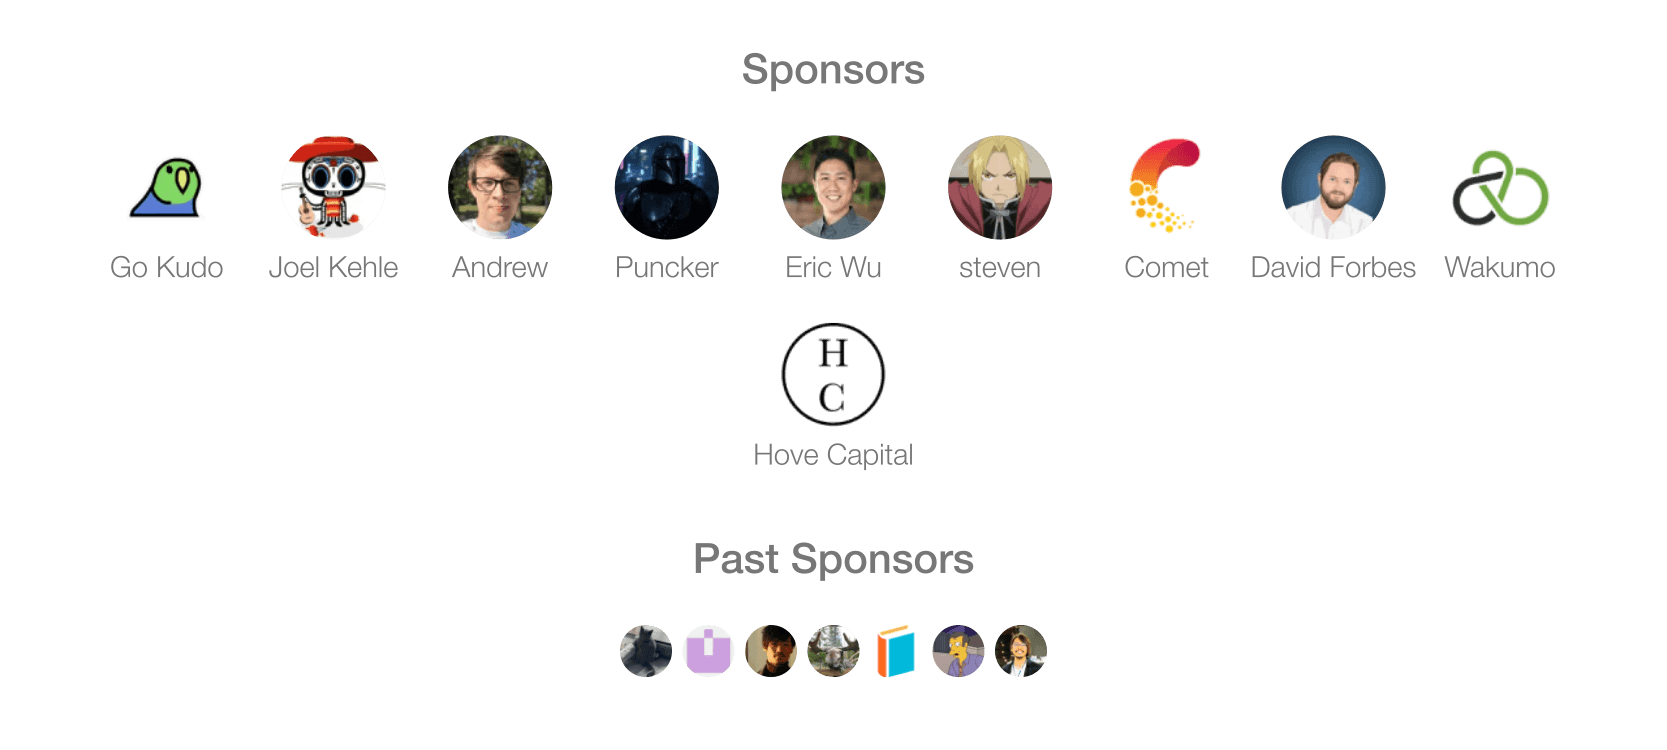 Sponsors
Go Kudo Joel Kehle Andrew Puncker Eric Wu steven Comet David Forbes Wakumo
H
C
Hove Capital
Past Sponsors